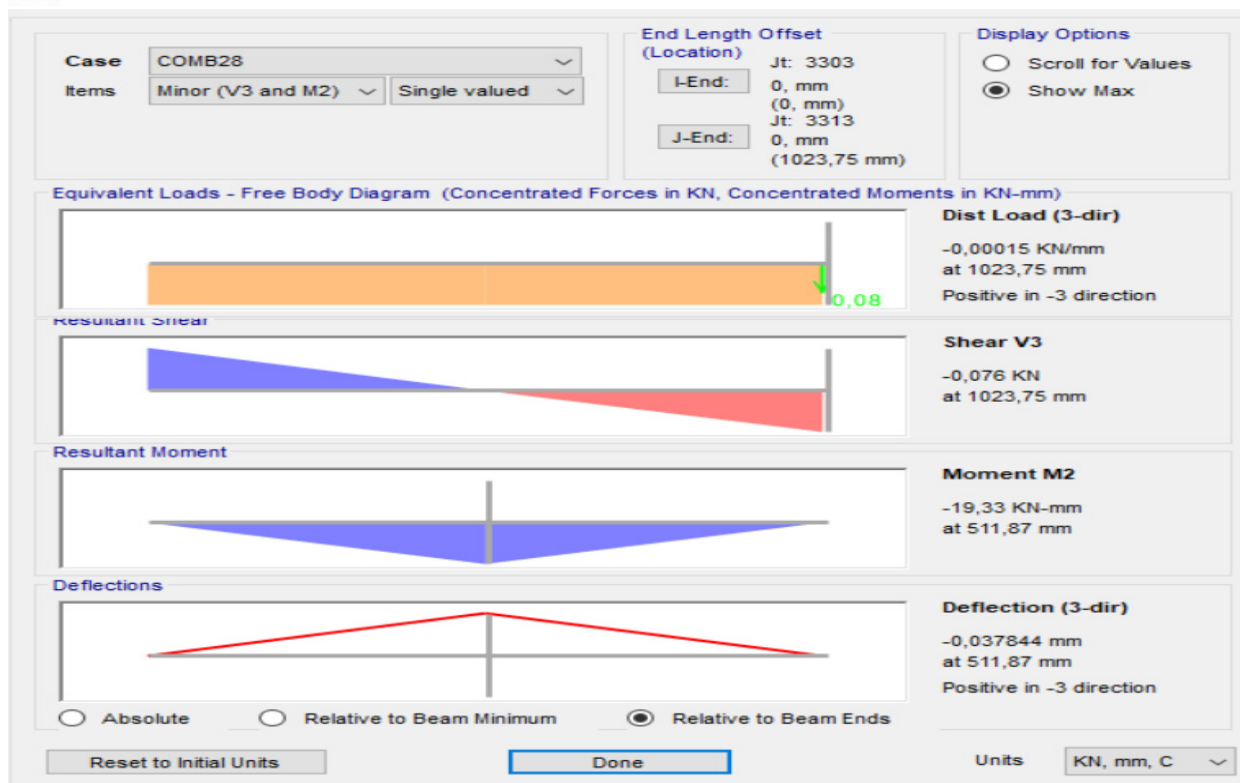 Case
COMB28
Items
Minor (V3 and M2)
Single valued
End Length Offset
(Location)
I-End:
Jt: 3303
0, mm
(0, mm)
J-End:
Jt: 3313
0, mm
(1023,75 mm)
Display Options
Scroll for Values
Show Max
Equivalent Loads - Free Body Diagram (Concentrated Forces in KN, Concentrated Moments in KN-mm)
0,08
Dist Load (3-dir)
-0,00015 KN/mm
at 1023,75 mm
Positive in -3 direction
Resultant Shear
Shear V3
-0,076 KN
at 1023,75 mm
Resultant Moment
Moment M2
-19,33 KN-mm
at 511,87 mm
Deflections
Deflection (3-dir)
-0,037844 mm
at 511,87 mm
Positive in -3 direction
Absolute
Relative to Beam Minimum
Relative to Beam Ends
Reset to Initial Units
Done
Units
KN, mm, C